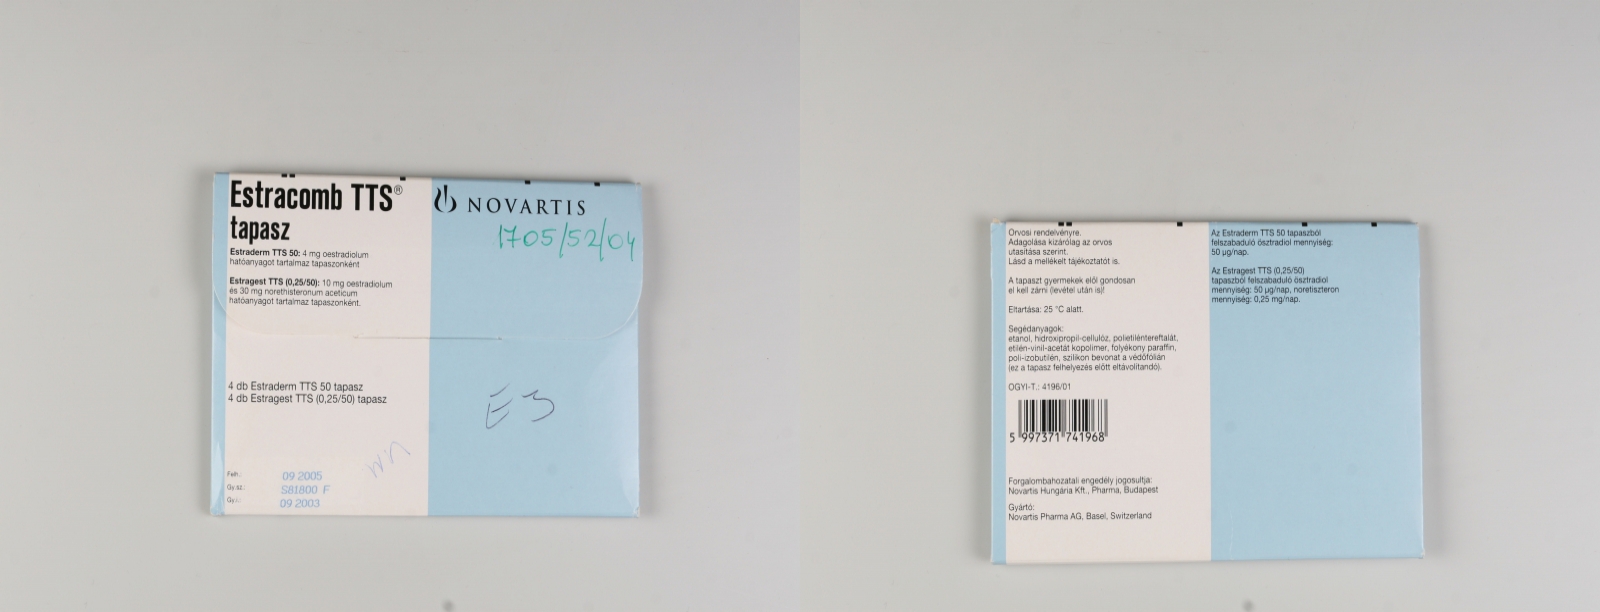 Estracomb TTS®
tapasz
Estraderm TTS 50: 4 mg oestradiolum
hatóanyagot tartalmaz tapaszonként
Estragest TTS (0,25/50): 10 mg oestradiolum
és 30 mg norethisteronum aceticum
hatóanyagot tartalmaz tapaszonként.
NOVARTIS
1705/52/04
4 db Estraderm TTS 50 tapasz
4 db Estragest TTS (0,25/50) tapasz
E3
Felh.: 09 2005
Gy.sz.: S81800 F
Gy.i.: 09 2003
Orvosi rendelvényre.
Adagolása kizárólag az orvos
utasítása szerint.
Lásd a mellékelt tájékoztatót is.
A tapaszt gyermekek elől gondosan
el kell zárni (levétel után is)!
Eltartása: 25 °C alatt.
Segédanyagok:
etanol, hidroxipropil-cellulóz, polietiléntereftalát,
etilén-vinil-acetát kopolimer, folyékony paraffin,
poli-izobutilén, szilikon bevonat a védőfólián
(ez a tapasz felhelyezés előtt eltávolítandó).
OGYI-T.: 4196/01
5 997371 741968
Forgalombahozatali engedély jogosultja:
Novartis Hungária Kft., Pharma, Budapest
Gyártó:
Novartis Pharma AG, Basel, Switzerland
Az Estraderm TTS 50 tapaszból
felszabaduló ösztradiol mennyiség:
50 µg/nap.
Az Estragest TTS (0,25/50)
tapaszból felszabaduló ösztradiol
mennyiség: 50 µg/nap, noretiszteron
mennyiség: 0,25 mg/nap.